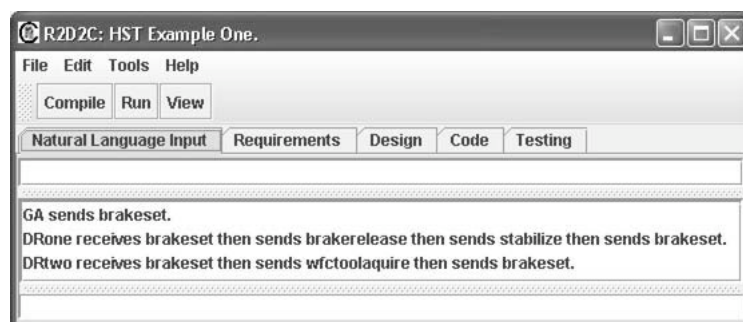 R2D2C: HST Example One.
File Edit Tools Help
Compile Run View
Natural Language Input Requirements Design Code Testing
GA sends brakeset.
DRone receives brakeset then sends brakerelease then sends stabilize then sends brakeset.
DRtwo receives brakeset then sends wfctoolaquire then sends brakeset.